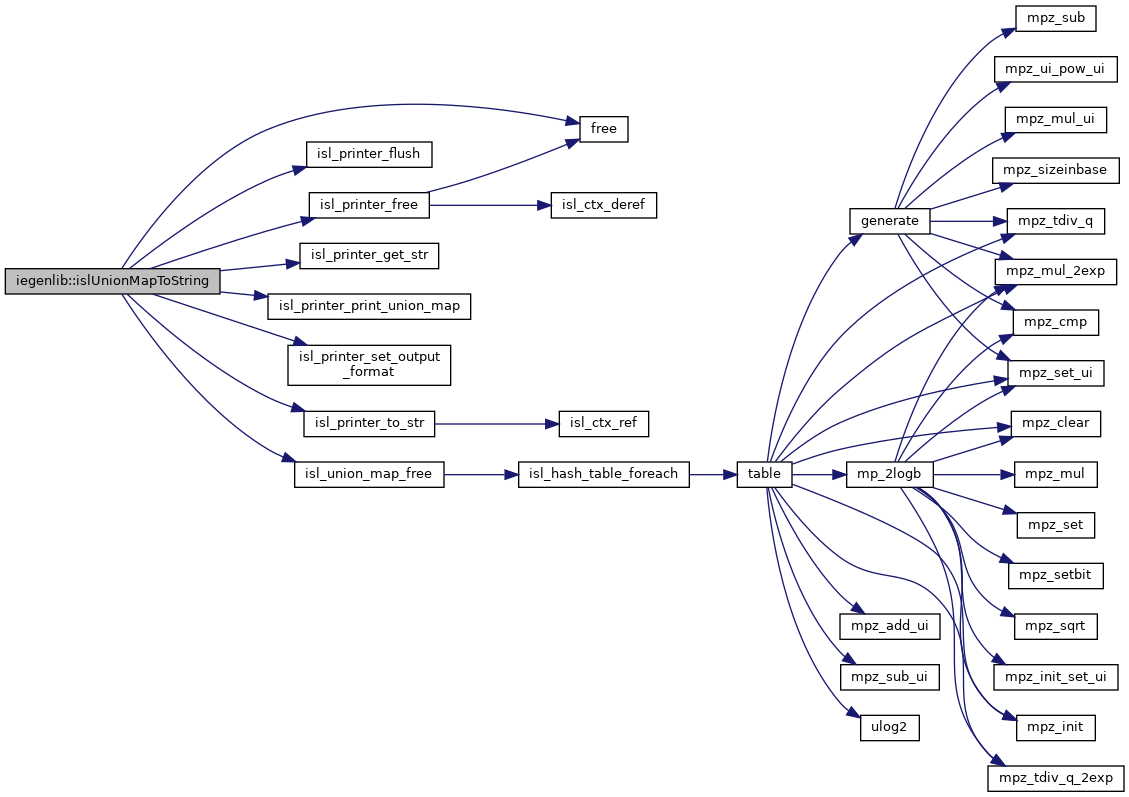 iegenlib::islUnionMapToString
free
isl_printer_flush
isl_printer_free
isl_ctx_deref
isl_printer_get_str
isl_printer_print_union_map
isl_printer_set_output
_format
isl_printer_to_str
isl_ctx_ref
isl_union_map_free
isl_hash_table_foreach
table
generate
mp_2logb
mpz_add_ui
mpz_sub_ui
ulog2
mpz_sub
mpz_ui_pow_ui
mpz_mul_ui
mpz_sizeinbase
mpz_tdiv_q
mpz_mul_2exp
mpz_cmp
mpz_set_ui
mpz_clear
mpz_mul
mpz_set
mpz_setbit
mpz_sqrt
mpz_init_set_ui
mpz_init
mpz_tdiv_q_2exp